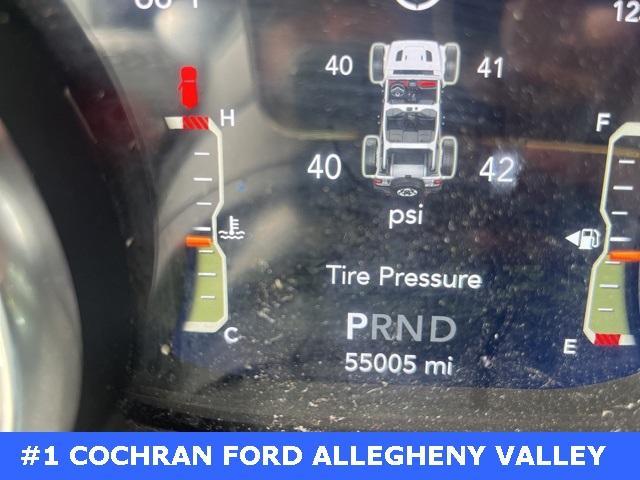 40 41
H F
40 42
psi
Tire Pressure
PRND
C E
55005 mi
#1 COCHRAN FORD ALLEGHENY VALLEY